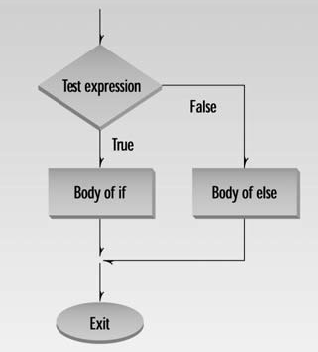 Test expression
False
True
Body of if
Body of else
Exit